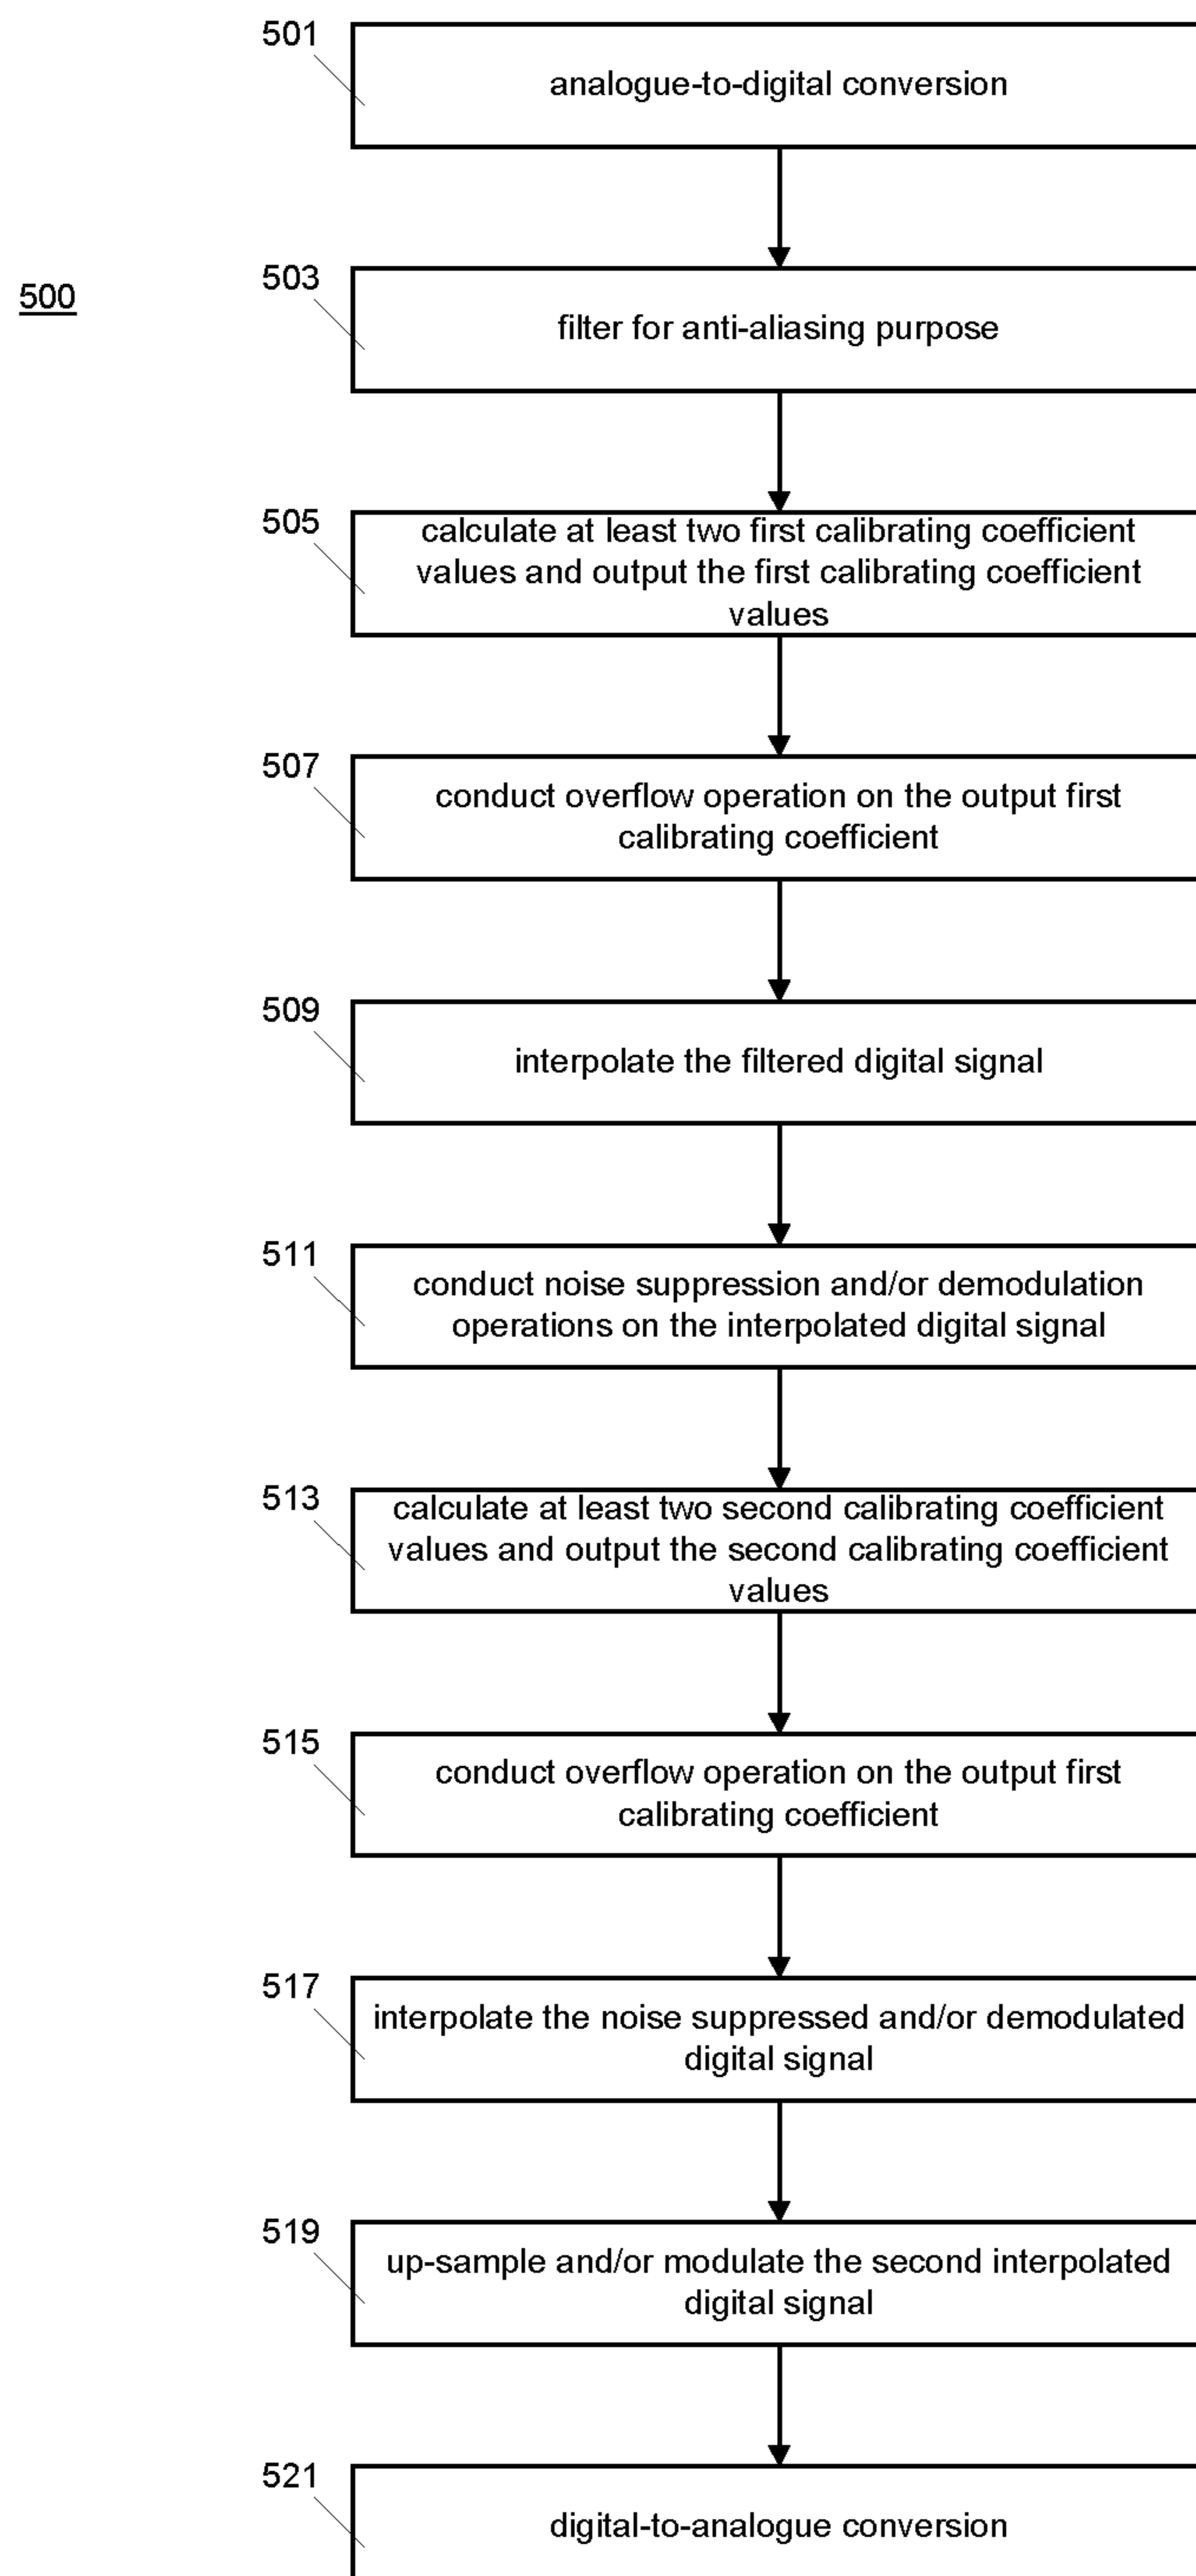 501
analogue-to-digital conversion
500
503
filter for anti-aliasing purpose
505
calculate at least two first calibrating coefficient
values and output the first calibrating coefficient
values
507
conduct overflow operation on the output first
calibrating coefficient
509
interpolate the filtered digital signal
511
conduct noise suppression and/or demodulation
operations on the interpolated digital signal
513
calculate at least two second calibrating coefficient
values and output the second calibrating coefficient
values
515
conduct overflow operation on the output first
calibrating coefficient
517
interpolate the noise suppressed and/or demodulated
digital signal
519
up-sample and/or modulate the second interpolated
digital signal
521
digital-to-analogue conversion